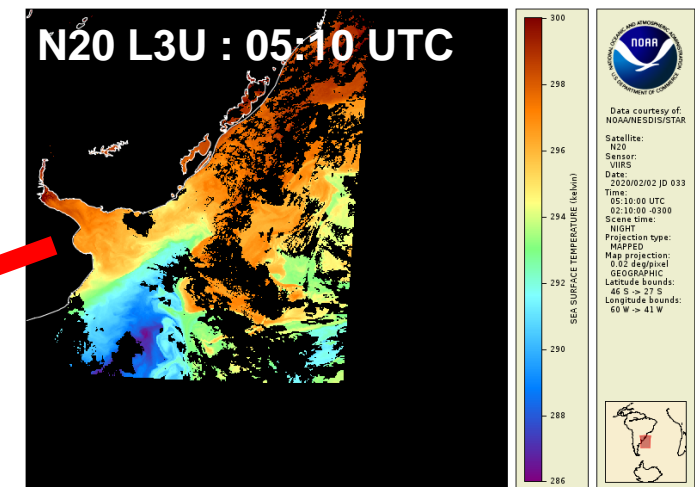 N20 L3U : 05:10 UTC
300
298
296
294
292
290
288
286
SEA SURFACE TEMPERATURE (kelvin)
NATIONAL OCEANIC AND ATMOSPHERIC ADMINISTRATION
NOAA
U.S. DEPARTMENT OF COMMERCE
Data courtesy of:
NOAA/NESDIS/STAR
Satellite:
N20
Sensor:
VIIRS
Date:
2020/02/02 JD 033
Time:
05:10:00 UTC
02:10:00 -0300
Scene time:
NIGHT
Projection type:
MAPPED
Map projection:
0.02 deg/pixel
GEOGRAPHIC
Latitude bounds:
46 S -> 27 S
Longitude bounds:
60 W -> 41 W